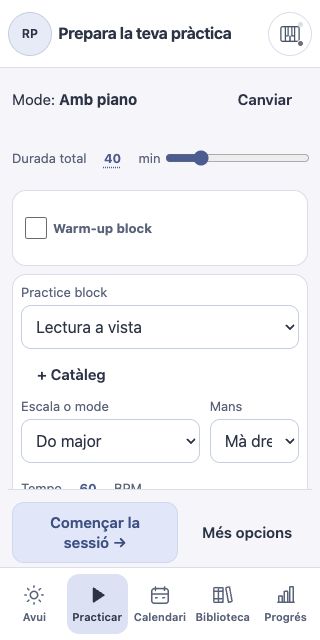 RP Prepara la teva pràctica
Mode: Amb piano Canviar
Durada total 40 min
Warm-up block
Practice block
Lectura a vista
+ Catàleg
Escala o mode Mans
Do major Mà dre
Tempo 60 BPM
Començar la
sessió →
Més opcions
Avui Practicar Calendari Biblioteca Progrés